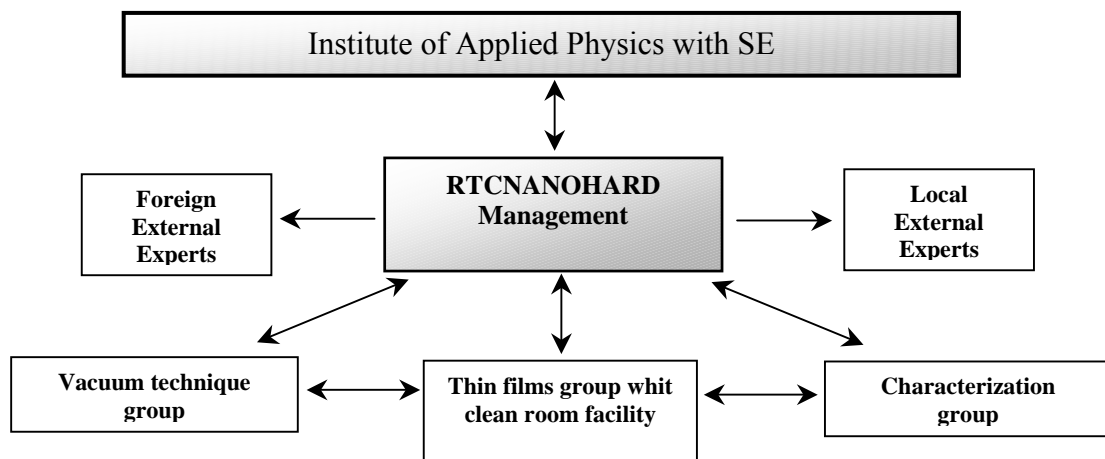 Institute of Applied Physics with SE
RTCNANOHARD
Management
Foreign
External
Experts
Local
External
Experts
Vacuum technique
group
Thin films group whit
clean room facility
Characterization
group